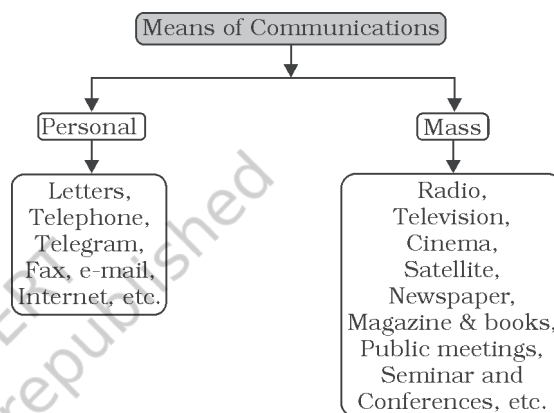 Means of Communications
Personal
Mass
Letters,
Telephone,
Telegram,
Fax, e-mail,
Internet, etc.
Radio,
Television,
Cinema,
Satellite,
Newspaper,
Magazine & books,
Public meetings,
Seminar and
Conferences, etc.
republished